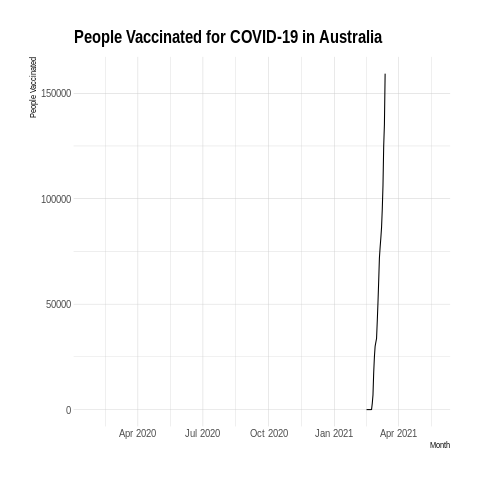 People Vaccinated for COVID-19 in Australia
People Vaccinated
150000
100000
50000
0
Apr 2020 Jul 2020 Oct 2020 Jan 2021 Apr 2021
Month